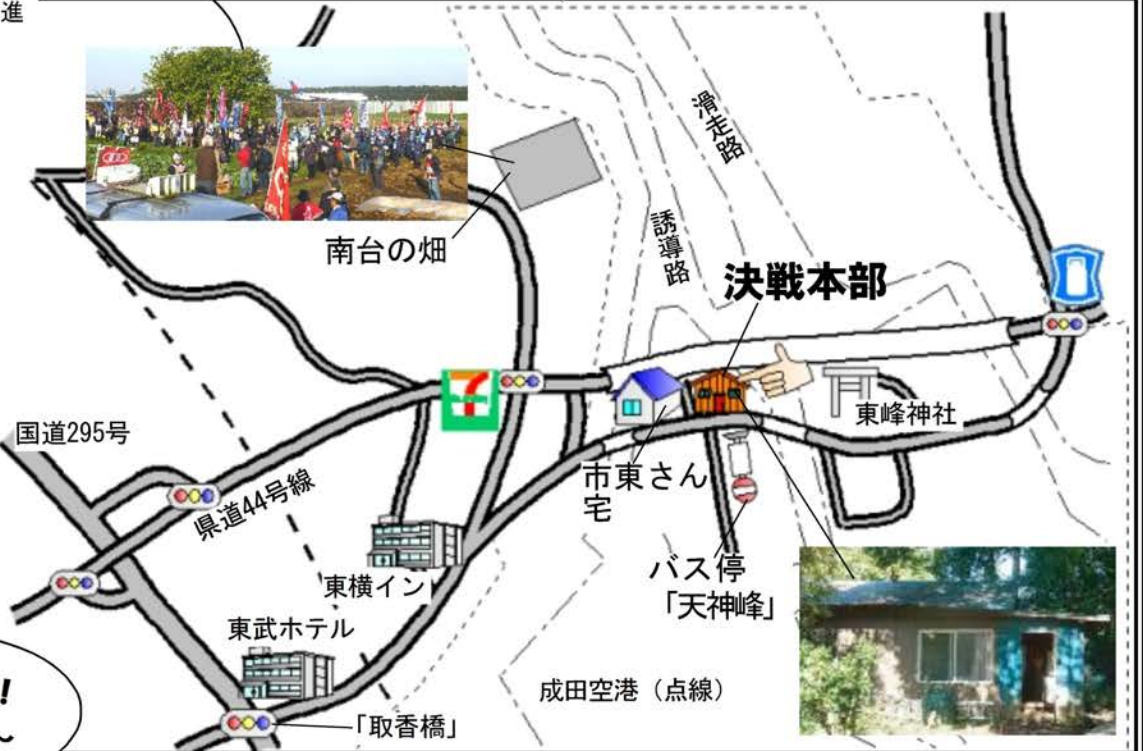 進
滑走路
誘導路
南台の畑
決戦本部
国道295号
東峰神社
県道44号線
市東さん
宅
東横イン
バス停
「天神峰」
東武ホテル
成田空港（点線）
「取香橋」
！
～